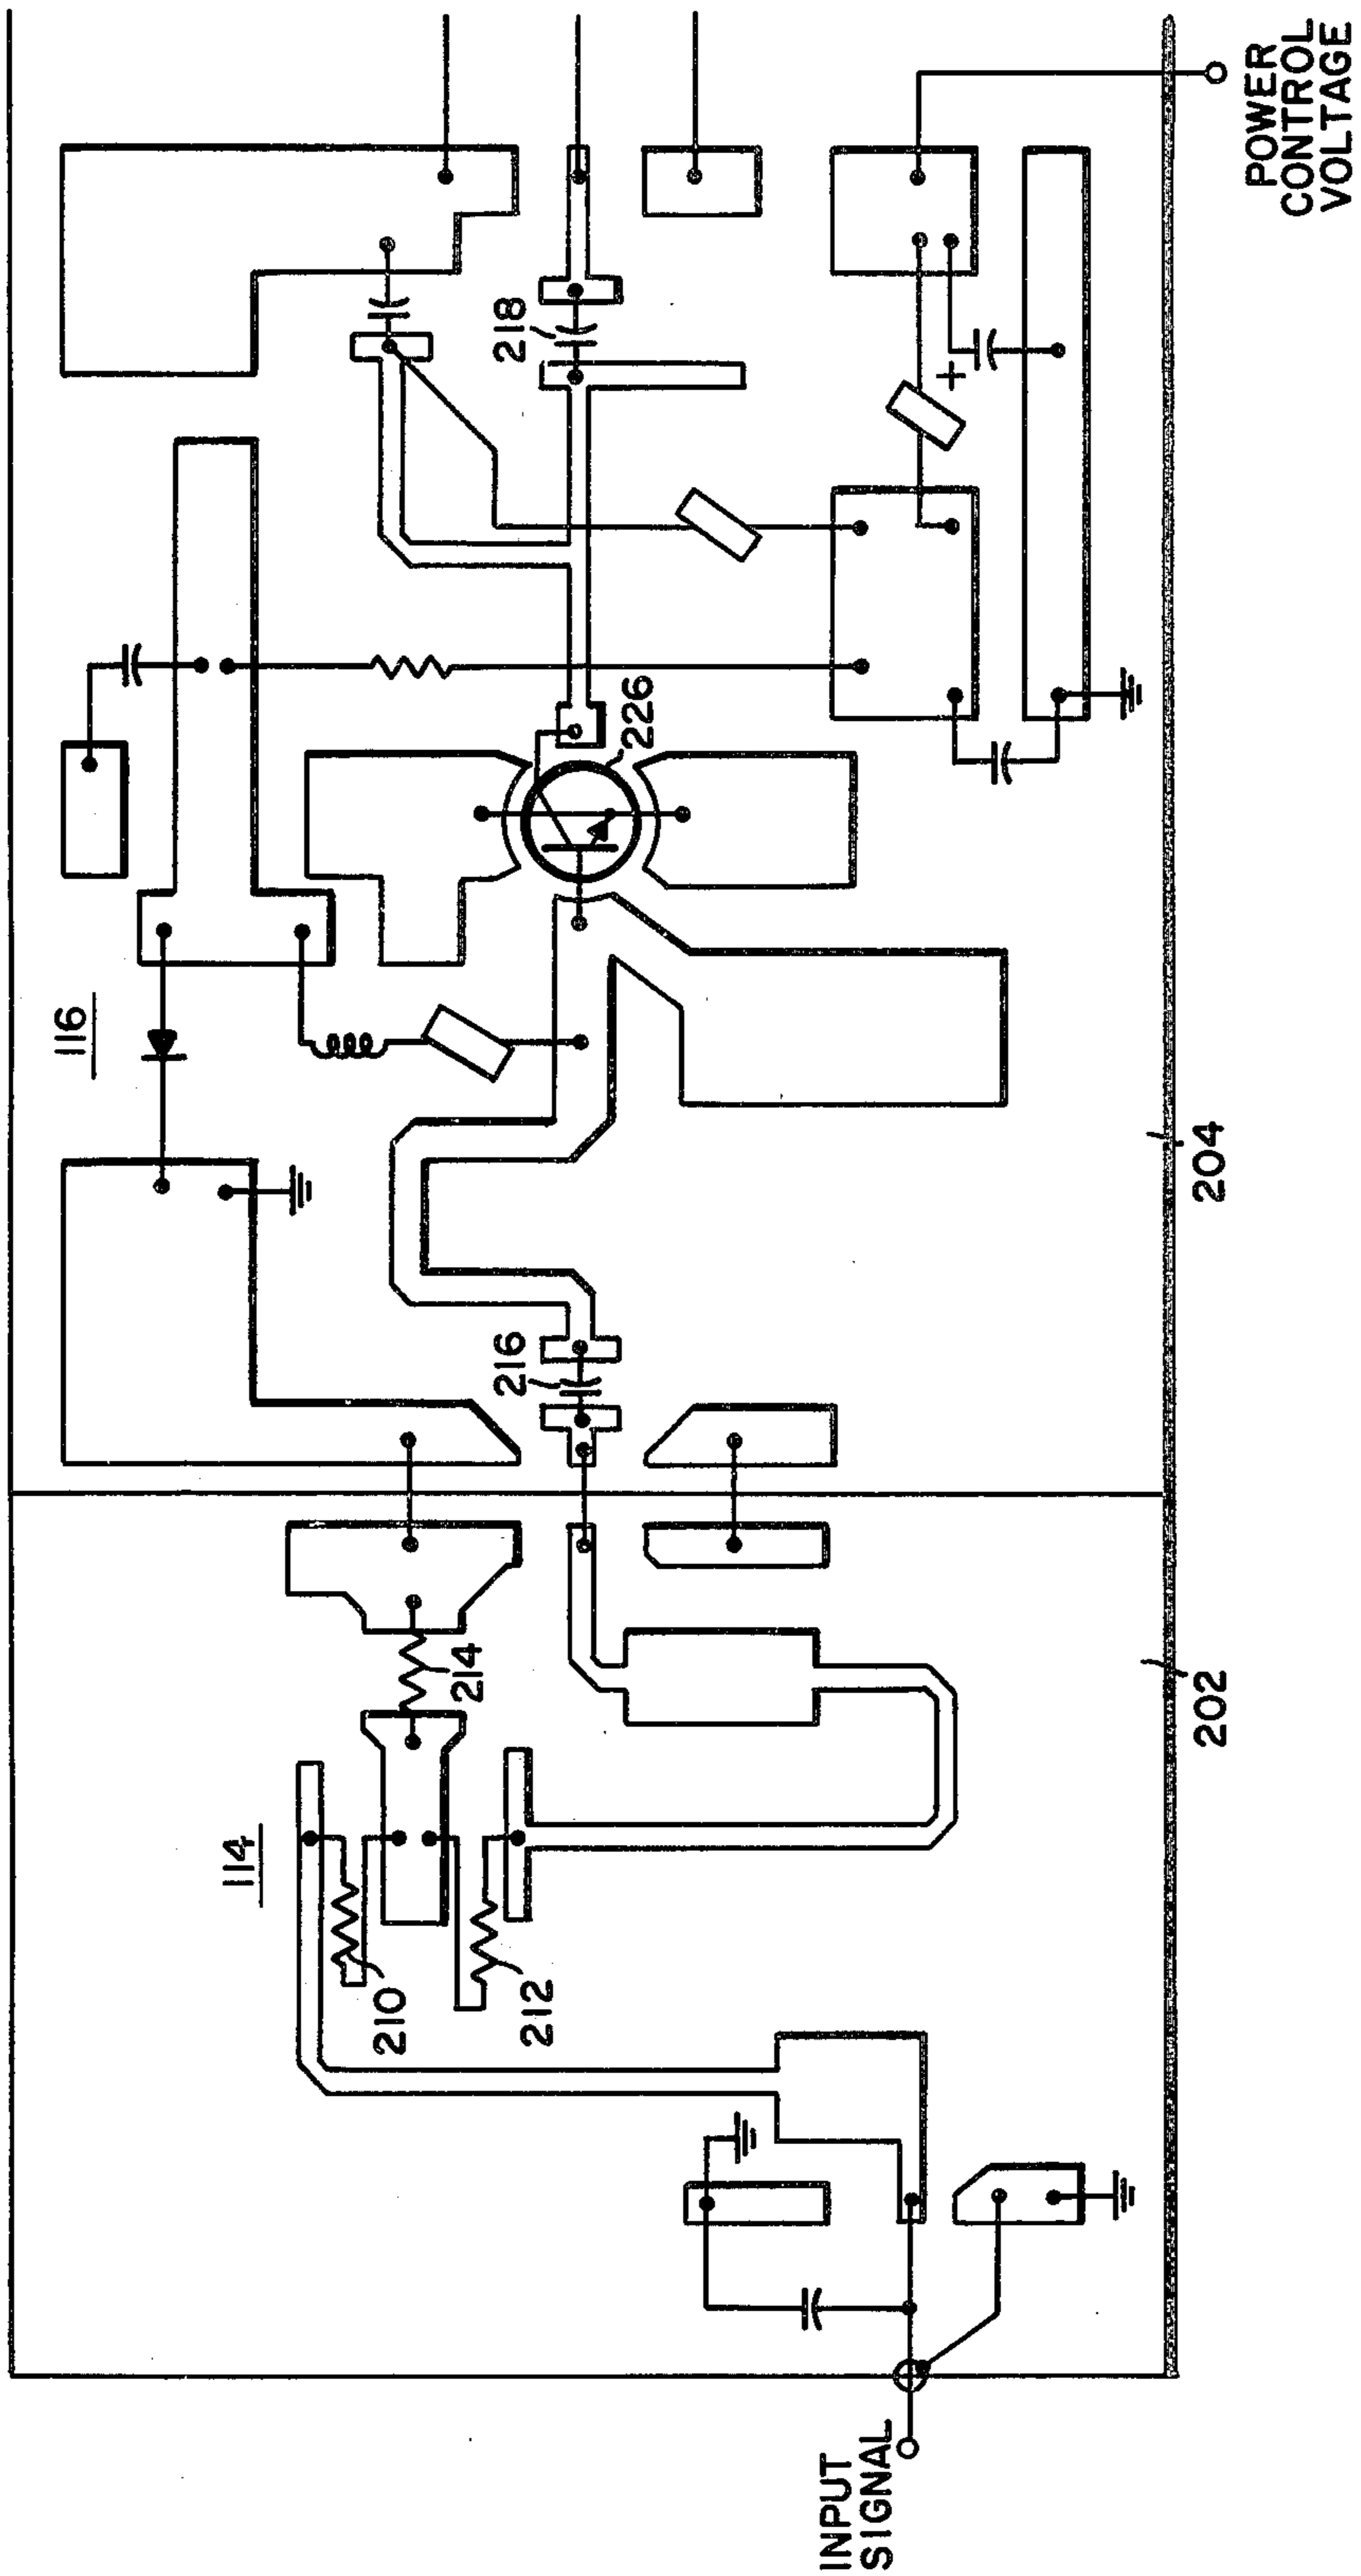 116
114
210
212
214
216
218
226
202
204
INPUT
SIGNAL
+
POWER
CONTROL
VOLTAGE